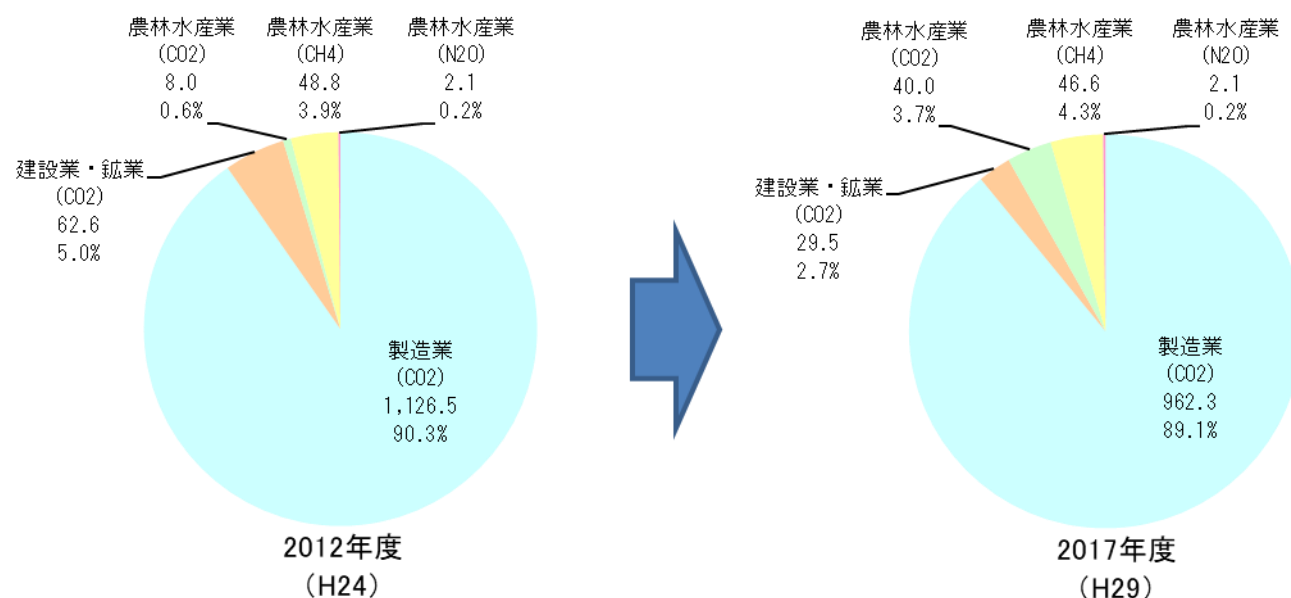 農林水産業
(CO2)
8.0
0.6%
農林水産業
(CH4)
48.8
3.9%
農林水産業
(N2O)
2.1
0.2%
建設業・鉱業
(CO2)
62.6
5.0%
製造業
(CO2)
1,126.5
90.3%
2012年度
（H24）
農林水産業
(CO2)
40.0
3.7%
農林水産業
(CH4)
46.6
4.3%
農林水産業
(N2O)
2.1
0.2%
建設業・鉱業
(CO2)
29.5
2.7%
製造業
(CO2)
962.3
89.1%
2017年度
（H29）